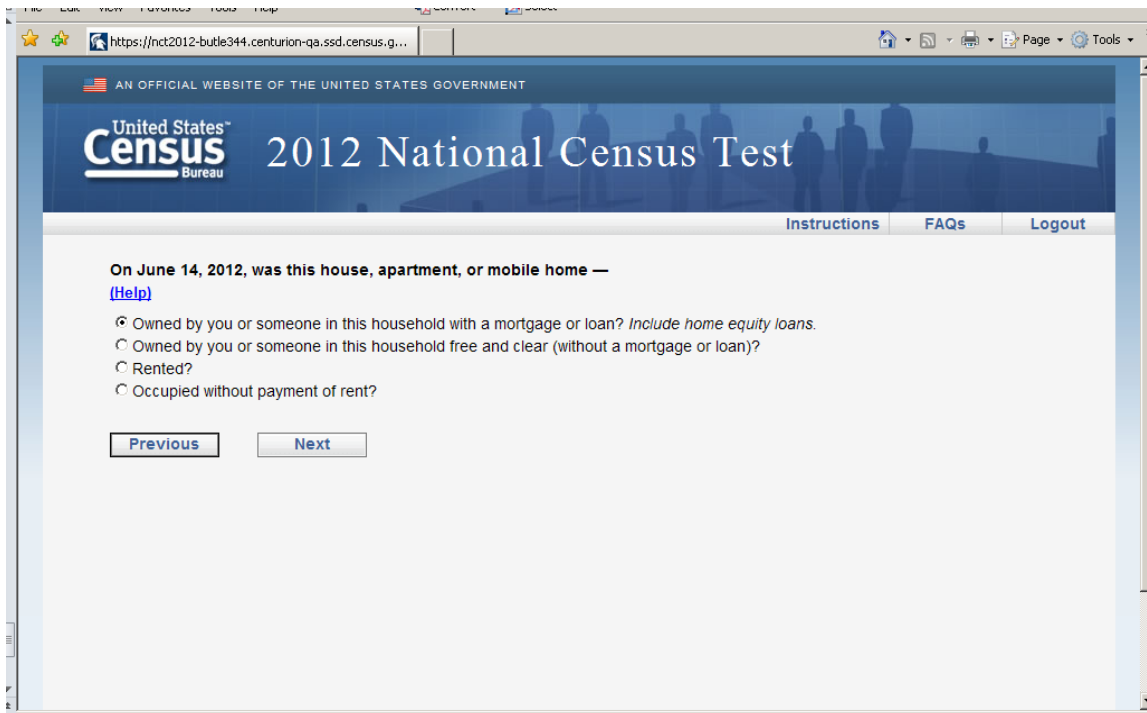 https://nct2012-butle344.centurion-qa.ssd.census.g...
Page
Tools
AN OFFICIAL WEBSITE OF THE UNITED STATES GOVERNMENT
United States™
Census
Bureau
2012 National Census Test
Instructions FAQs Logout
On June 14, 2012, was this house, apartment, or mobile home —
(Help)
Owned by you or someone in this household with a mortgage or loan? Include home equity loans.
Owned by you or someone in this household free and clear (without a mortgage or loan)?
Rented?
Occupied without payment of rent?
Previous Next